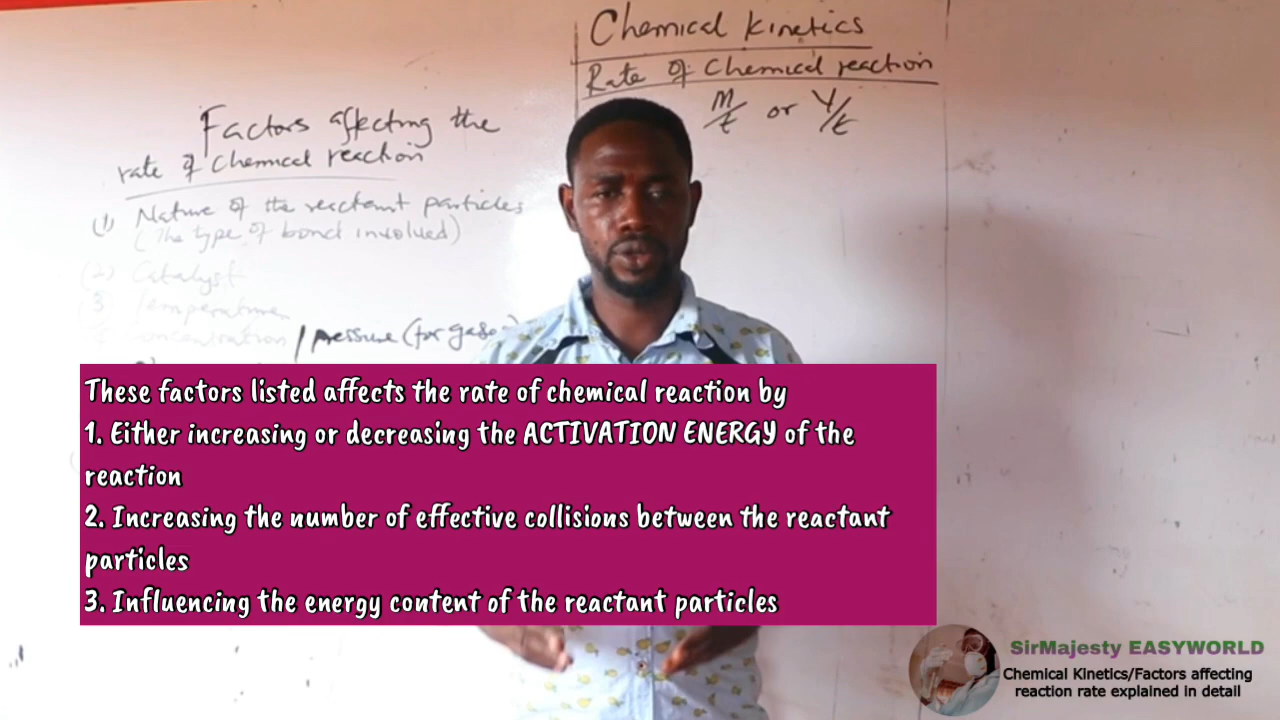 Chemical kinetics
Rate of Chemical reaction
M/t or V/t
Factors affecting the
rate of Chemical reaction
(1) Nature of the reactant particles
(The type of bond involved)
(2) Catalyst
(3) Temperature
Concentration / pressure (for gases)
These factors listed affects the rate of chemical reaction by
1. Either increasing or decreasing the ACTIVATION ENERGY of the
reaction
2. Increasing the number of effective collisions between the reactant
particles
3. Influencing the energy content of the reactant particles
SirMajesty EASYWORLD
Chemical Kinetics/Factors affecting
reaction rate explained in detail